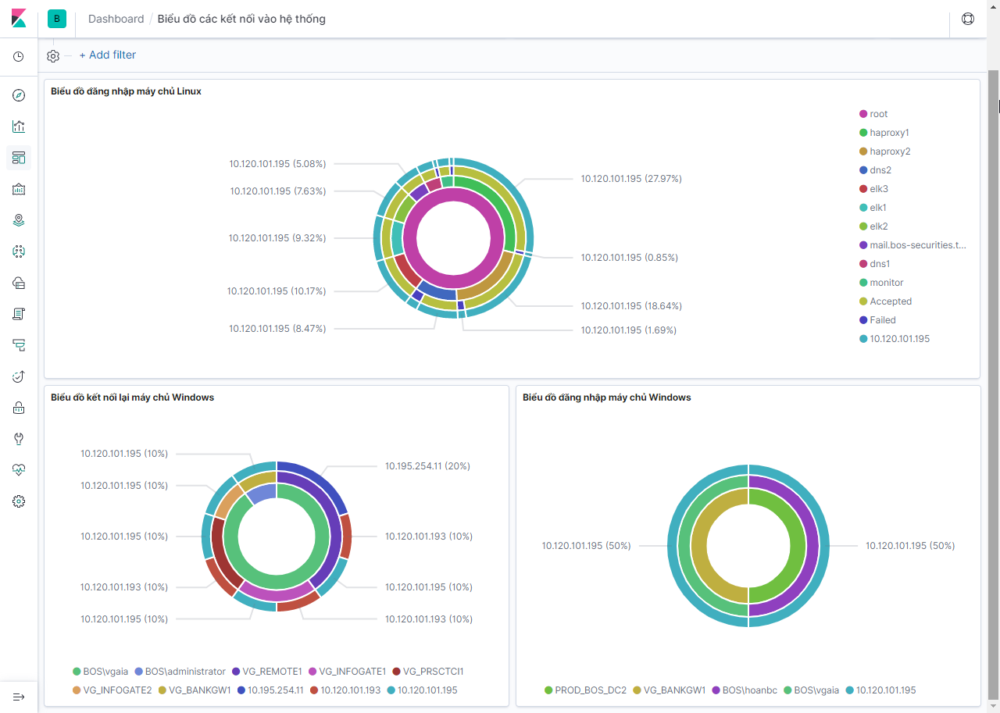 B
Dashboard / Biểu đồ các kết nối vào hệ thống
+ Add filter
Biểu đồ đăng nhập máy chủ Linux
10.120.101.195 (5.08%)
10.120.101.195 (7.63%)
10.120.101.195 (9.32%)
10.120.101.195 (10.17%)
10.120.101.195 (8.47%)
10.120.101.195 (27.97%)
10.120.101.195 (0.85%)
10.120.101.195 (18.64%)
10.120.101.195 (1.69%)
root
haproxy1
haproxy2
dns2
elk3
elk1
elk2
mail.bos-securities.t...
dns1
monitor
Accepted
Failed
10.120.101.195
Biểu đồ kết nối lại máy chủ Windows
10.120.101.195 (10%)
10.120.101.195 (10%)
10.120.101.195 (10%)
10.120.101.193 (10%)
10.120.101.195 (10%)
10.195.254.11 (20%)
10.120.101.193 (10%)
10.120.101.195 (10%)
10.120.101.193 (10%)
BOS\vgaia BOS\administrator VG_REMOTE1 VG_INFOGATE1 VG_PRSCTCI1
VG_INFOGATE2 VG_BANKGW1 10.195.254.11 10.120.101.193 10.120.101.195
Biểu đồ đăng nhập máy chủ Windows
10.120.101.195 (50%)
10.120.101.195 (50%)
PROD_BOS_DC2 VG_BANKGW1 BOS\hoanbc BOS\vgaia 10.120.101.195